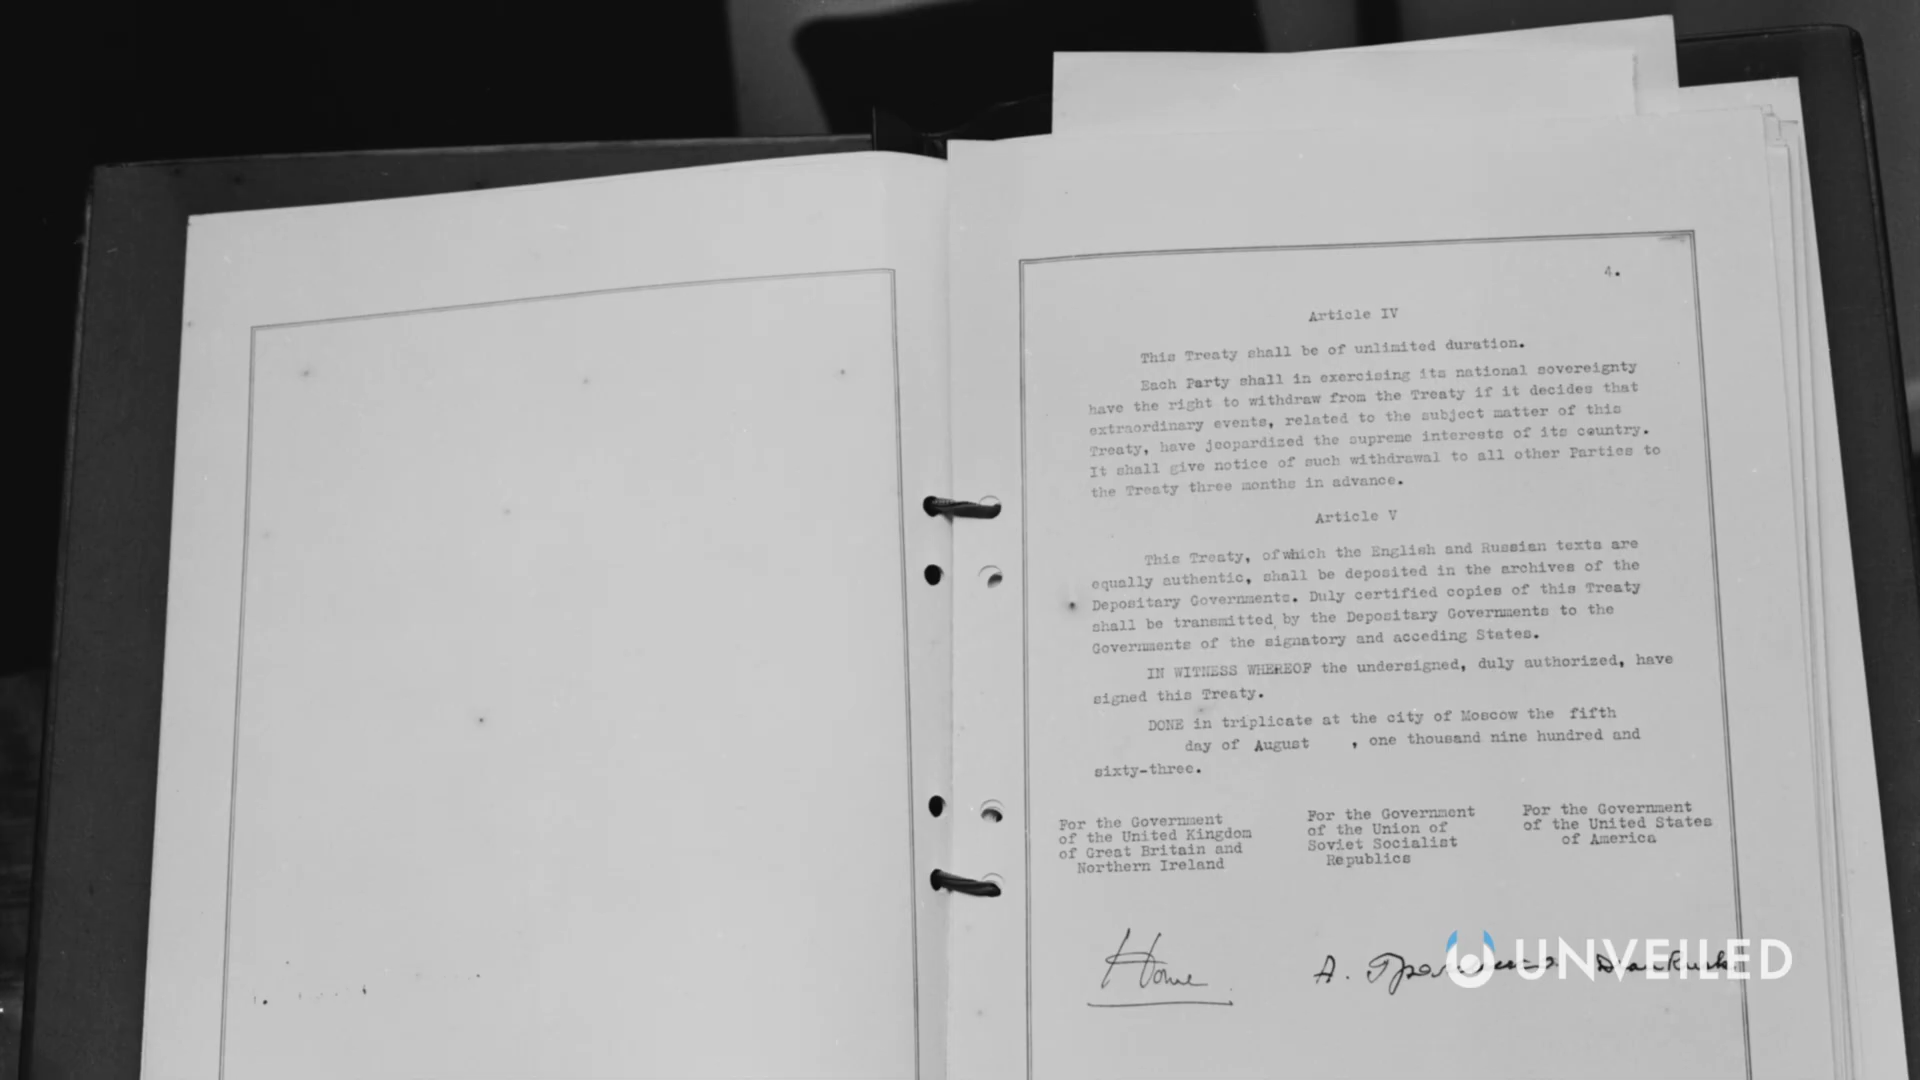 4.
Article IV
This Treaty shall be of unlimited duration.
Each Party shall in exercising its national sovereignty
have the right to withdraw from the Treaty if it decides that
extraordinary events, related to the subject matter of this
Treaty, have jeopardized the supreme interests of its country.
It shall give notice of such withdrawal to all other Parties to
the Treaty three months in advance.
Article V
This Treaty, of which the English and Russian texts are
equally authentic, shall be deposited in the archives of the
Depositary Governments. Duly certified copies of this Treaty
shall be transmitted by the Depositary Governments to the
Governments of the signatory and acceding States.
IN WITNESS WHEREOF the undersigned, duly authorized, have
signed this Treaty.
DONE in triplicate at the city of Moscow the fifth
day of August , one thousand nine hundred and
sixty-three.
For the Government
of the United Kingdom
of Great Britain and
Northern Ireland
For the Government
of the Union of
Soviet Socialist
Republics
For the Government
of the United States
of America
Home
А. Громыко
Dean Rusk
UNVEILED